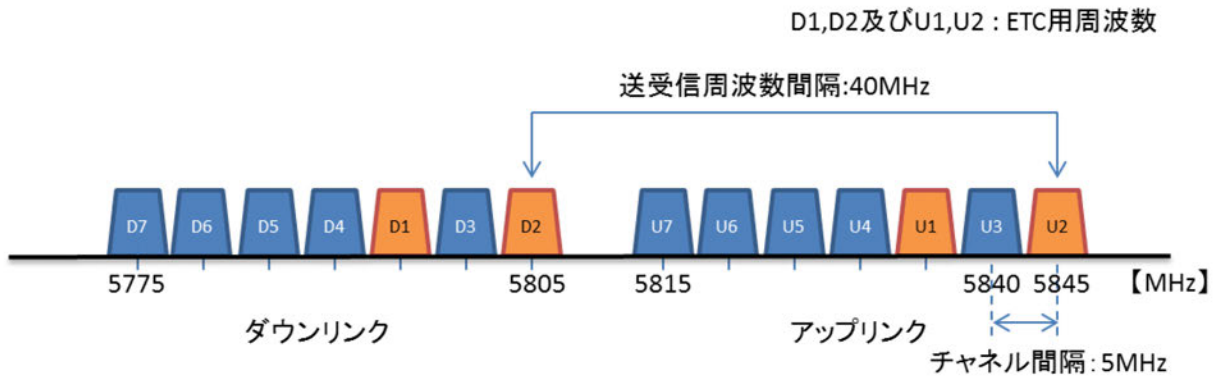 D1,D2及びU1,U2 : ETC用周波数
送受信周波数間隔:40MHz
D7 D6 D5 D4 D1 D3 D2 U7 U6 U5 U4 U1 U3 U2
5775 5805 5815 5840 5845 【MHz】
ダウンリンク アップリンク
チャネル間隔:5MHz